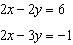 2x − 2y = 6
2x − 3y = −1